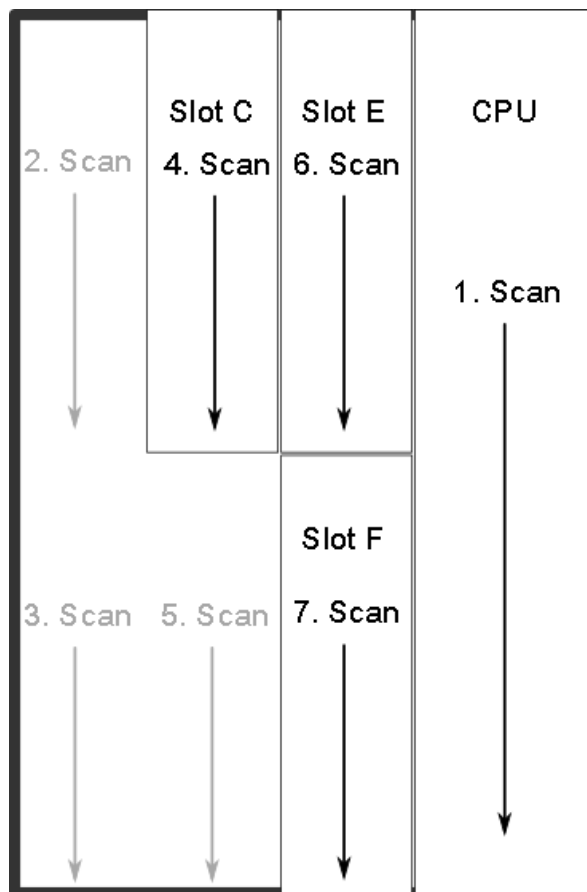 Slot C
Slot E
CPU
2. Scan
4. Scan
6. Scan
1. Scan
Slot F
3. Scan
5. Scan
7. Scan